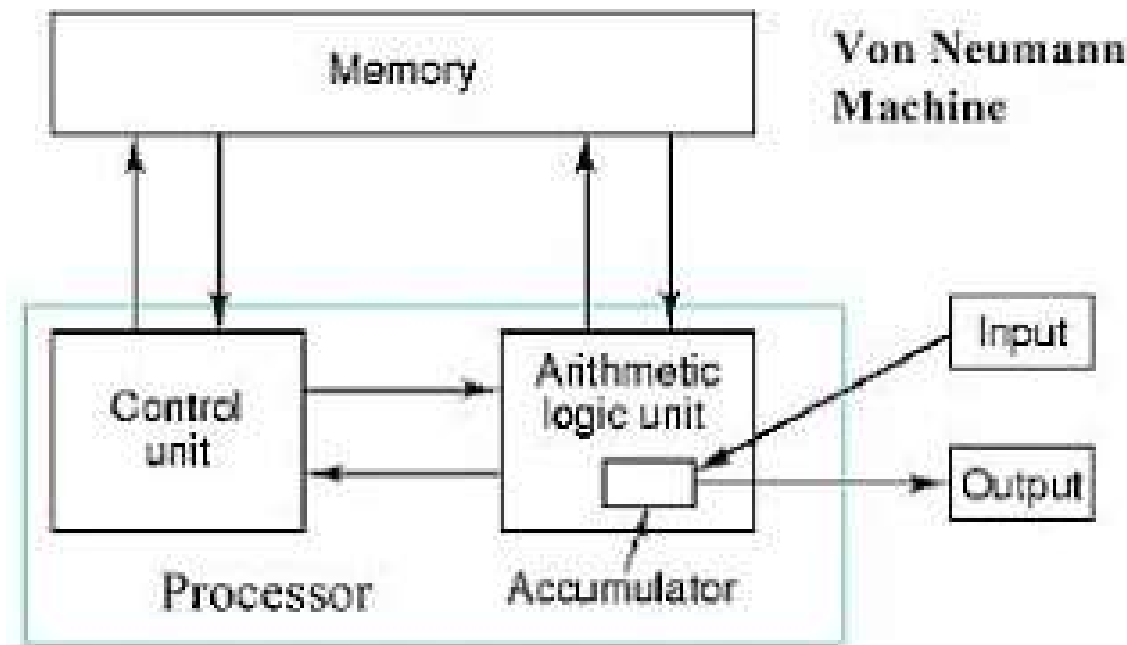 Memory
Von Neumann
Machine
Control
unit
Arithmetic
logic unit
Input
Output
Processor
Accumulator